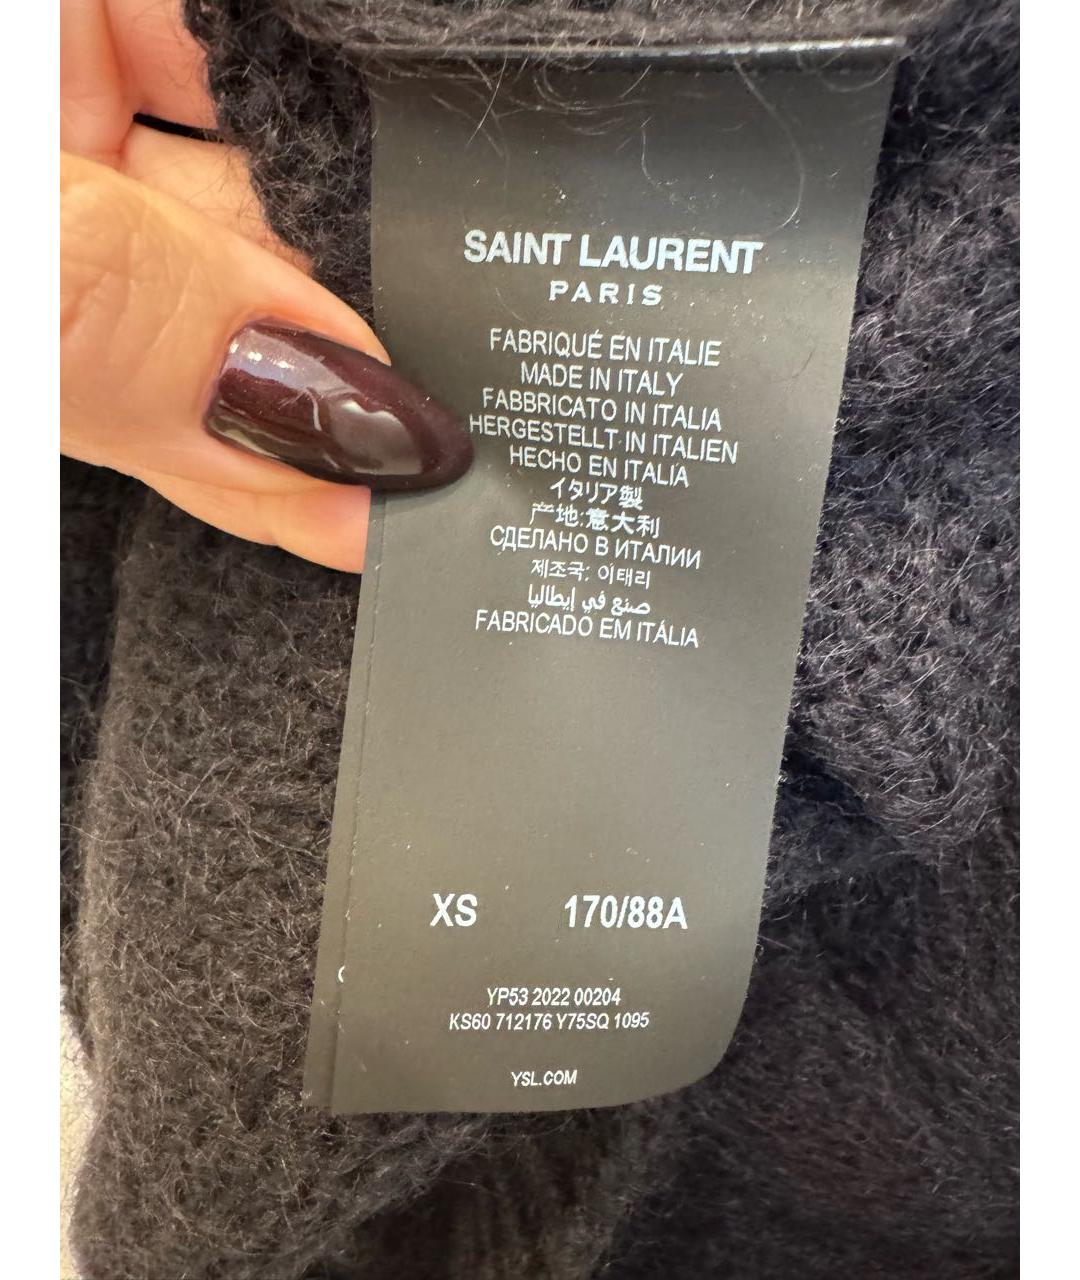 SAINT LAURENT
PARIS
FABRIQUÉ EN ITALIE
MADE IN ITALY
FABBRICATO IN ITALIA
HERGESTELLT IN ITALIEN
HECHO EN ITALIA
イタリア製
产地:意大利
СДЕЛАНО В ИТАЛИИ
제조국: 이태리
صنع في إيطاليا
FABRICADO EM ITÁLIA
XS 170/88A
YP53 2022 00204
KS60 712176 Y75SQ 1095
YSL.COM